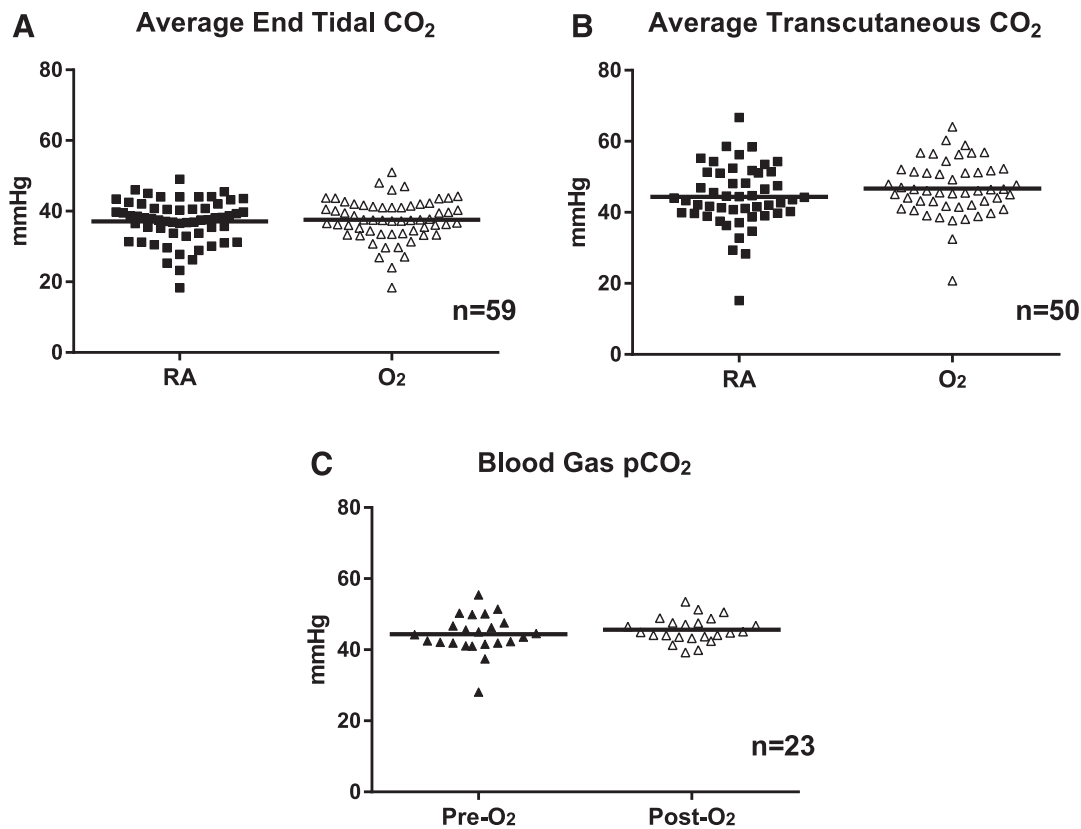 A Average End Tidal CO₂
80
60
40
20
0
mmHg
n=59
RA O₂
B Average Transcutaneous CO₂
80
60
40
20
0
mmHg
n=50
RA O₂
C Blood Gas pCO₂
80
60
40
20
0
mmHg
n=23
Pre-O₂ Post-O₂